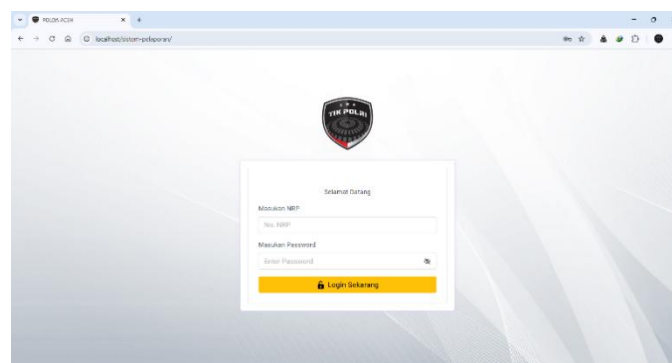 POLDA ACEH
localhost/sistem-pelaporan/
TIK POLRI
Selamat Datang
Masukan NRP
No. NRP
Masukan Password
Enter Password
Login Sekarang